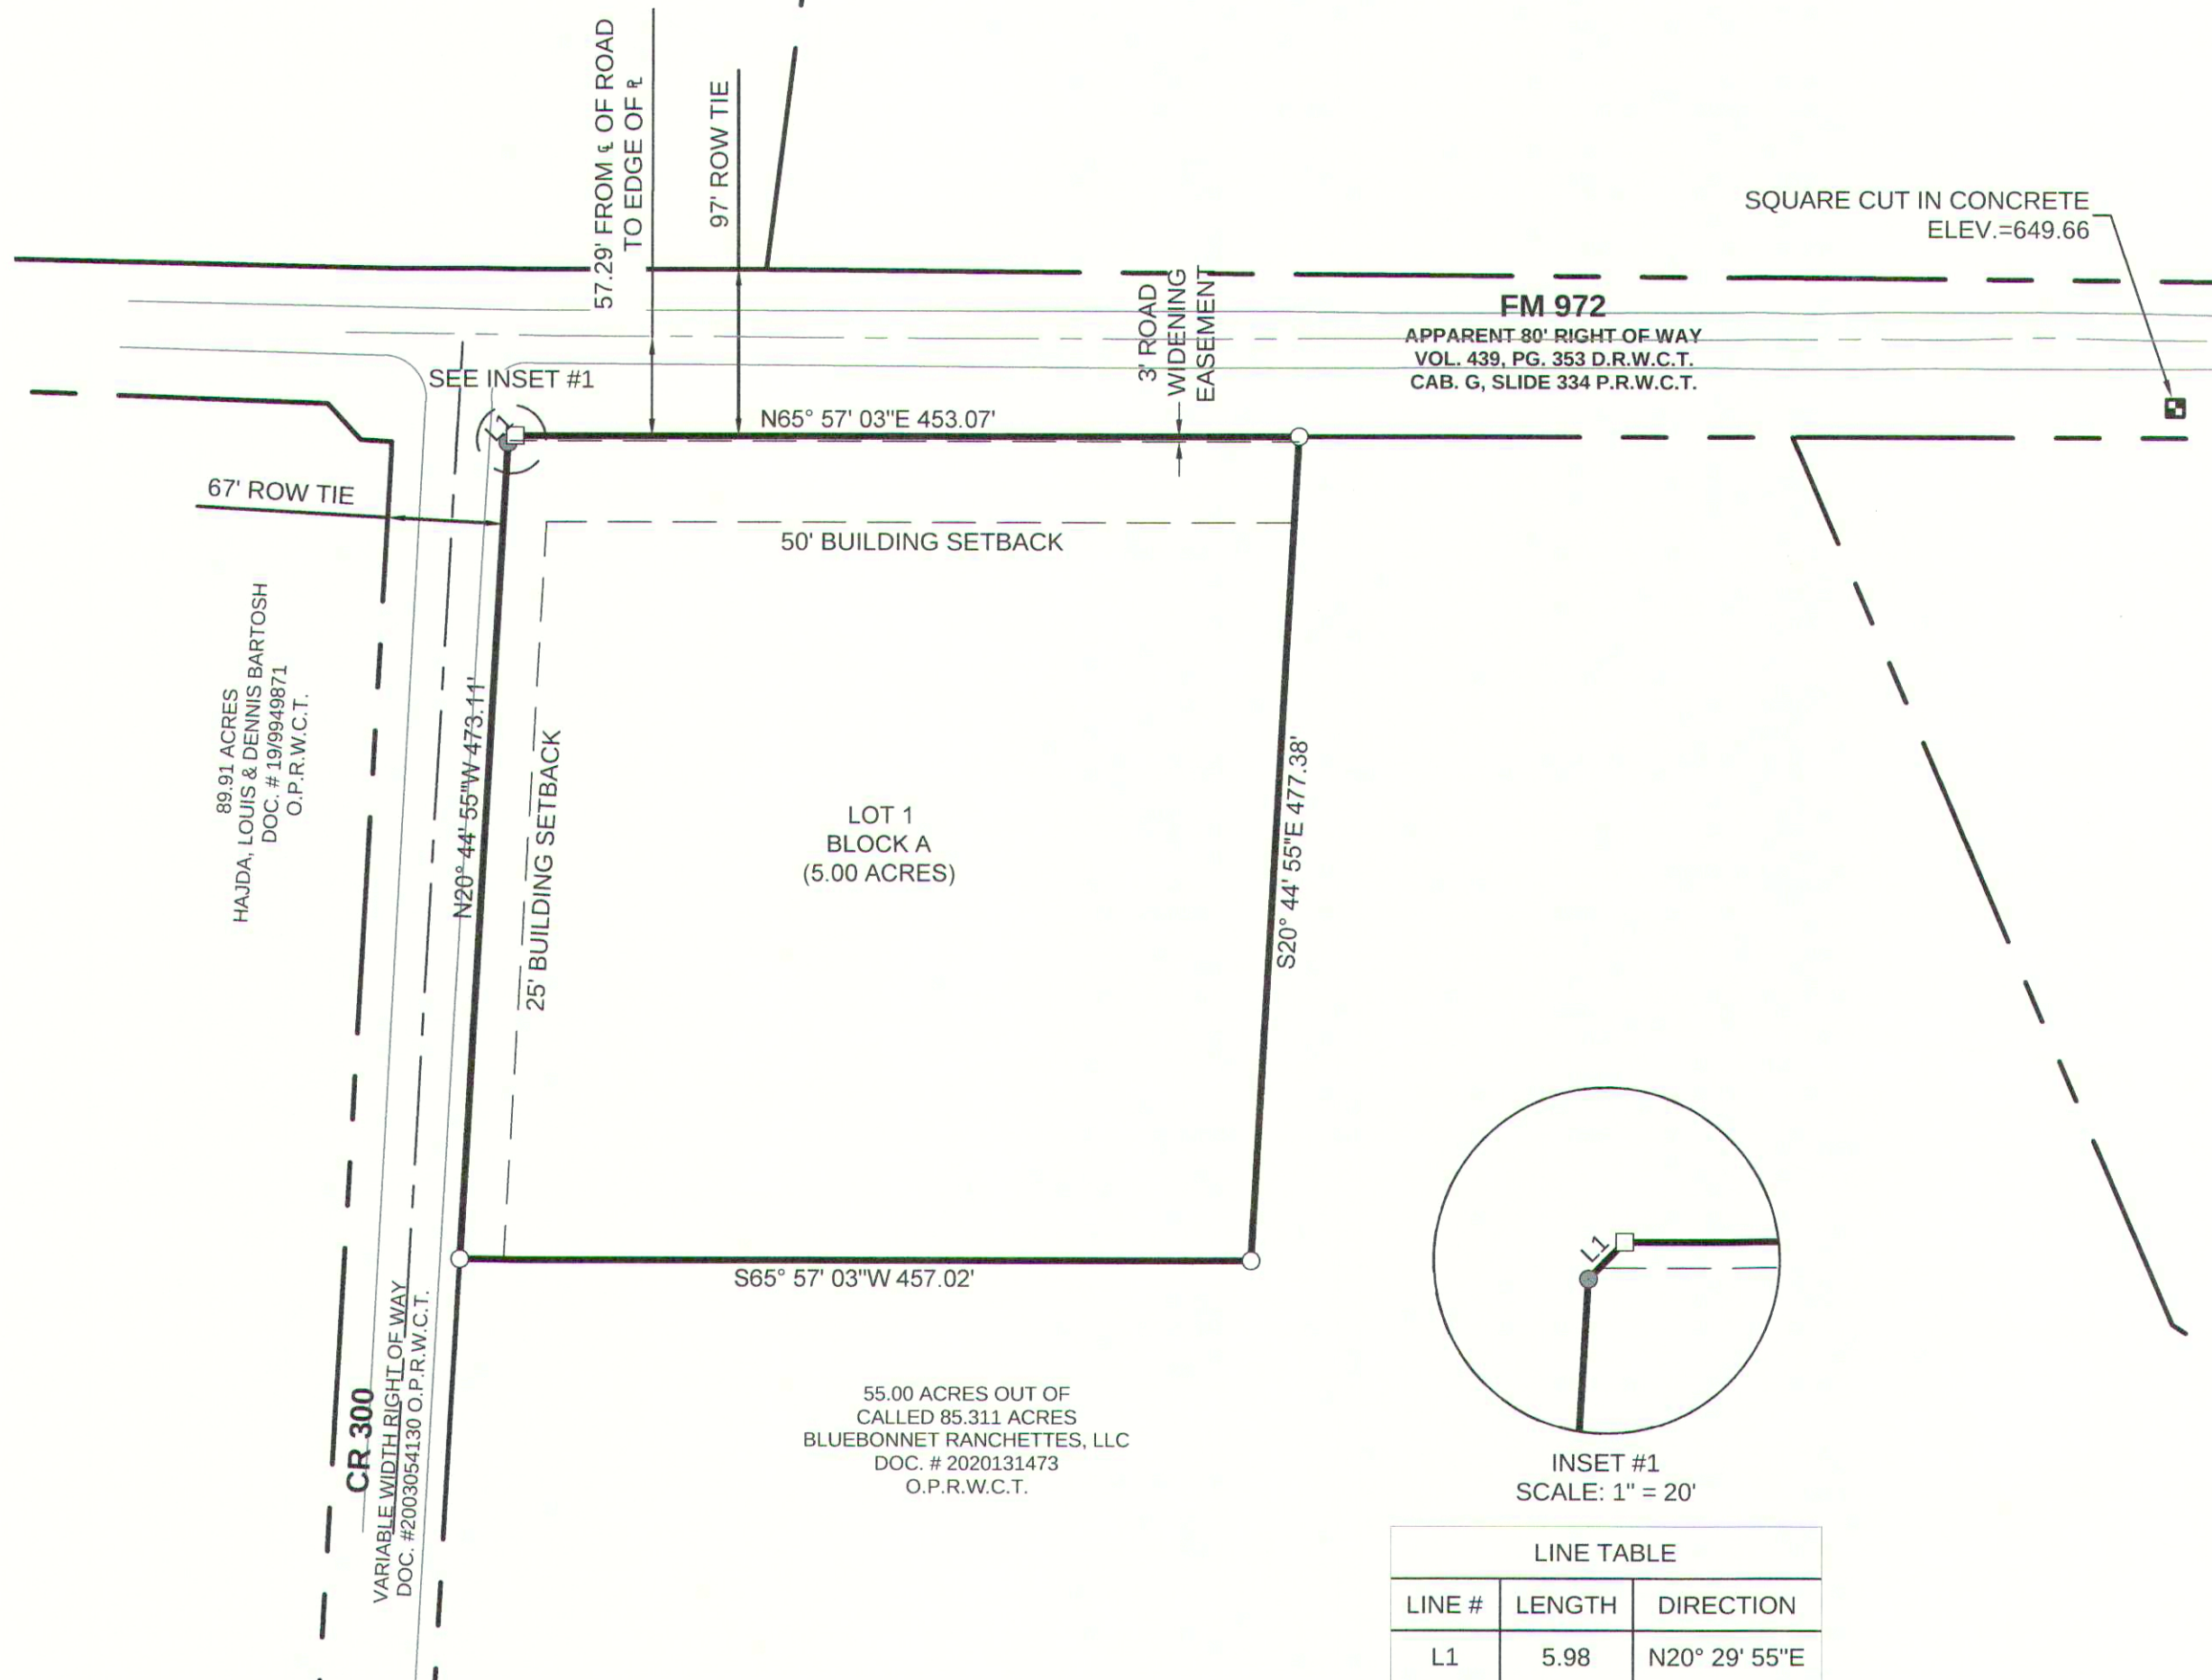 57.29' FROM ℄ OF ROAD
TO EDGE OF ⅊
97' ROW TIE
SQUARE CUT IN CONCRETE
ELEV.=649.66
3' ROAD
WIDENING
EASEMENT
FM 972
APPARENT 80' RIGHT OF WAY
VOL. 439, PG. 353 D.R.W.C.T.
CAB. G, SLIDE 334 P.R.W.C.T.
SEE INSET #1
L1
N65° 57' 03"E 453.07'
67' ROW TIE
50' BUILDING SETBACK
89.91 ACRES
HAJDA, LOUIS & DENNIS BARTOSH
DOC. # 19/9949871
O.P.R.W.C.T.
N20° 44' 55"W 473.11'
25' BUILDING SETBACK
LOT 1
BLOCK A
(5.00 ACRES)
S20° 44' 55"E 477.38'
S65° 57' 03"W 457.02'
CR 300
VARIABLE WIDTH RIGHT OF WAY
DOC. #2003054130 O.P.R.W.C.T.
55.00 ACRES OUT OF
CALLED 85.311 ACRES
BLUEBONNET RANCHETTES, LLC
DOC. # 2020131473
O.P.R.W.C.T.
L1
INSET #1
SCALE: 1" = 20'
LINE TABLE
LINE # LENGTH DIRECTION
L1 5.98 N20° 29' 55"E